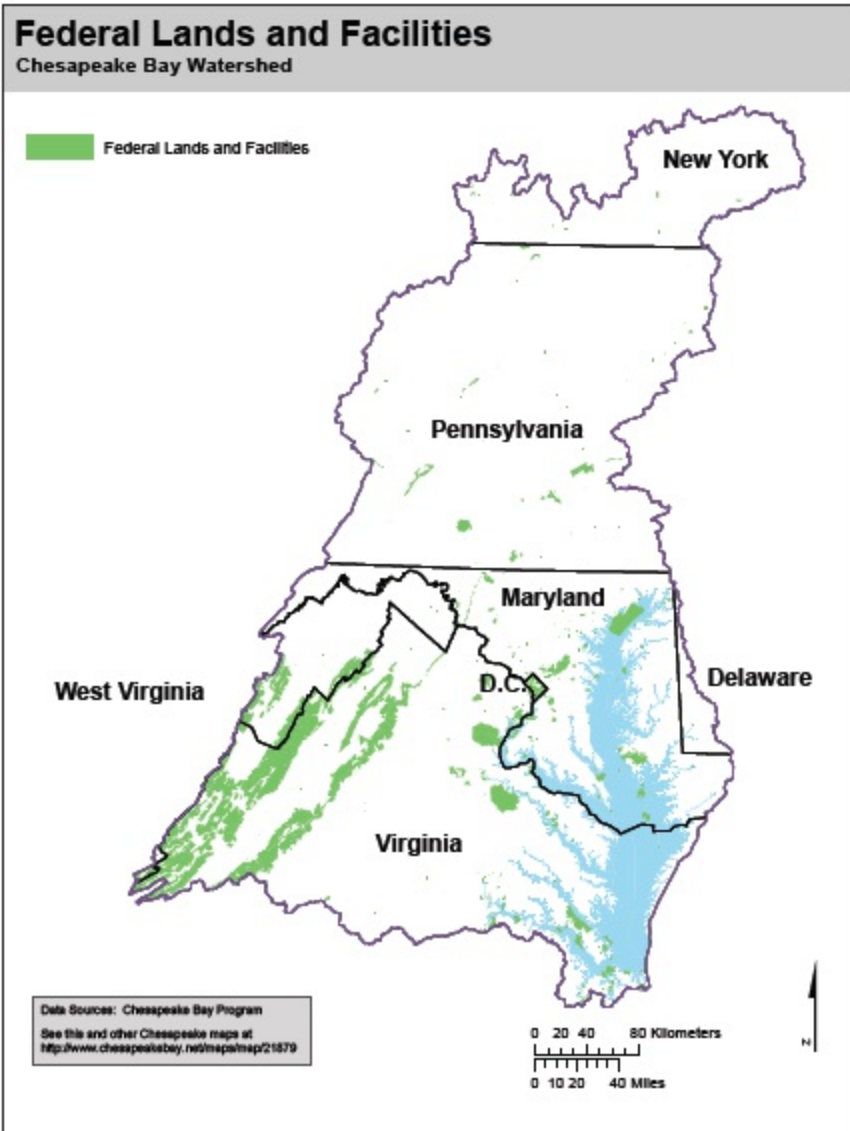 Federal Lands and Facilities
Chesapeake Bay Watershed
Federal Lands and Facilities
New York
Pennsylvania
Maryland
D.C.
Delaware
West Virginia
Virginia
Data Sources: Chesapeake Bay Program
See this and other Chesapeake maps at
http://www.chesapeakebay.net/maps/map/21879
0 20 40 80 Kilometers
0 10 20 40 Miles
N